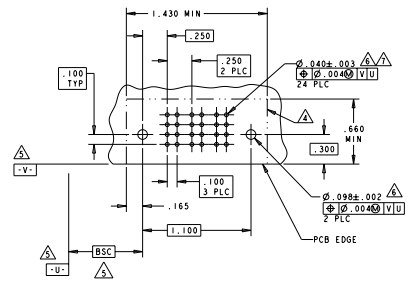 1.430 MIN
.250
.250
2 PLC
Ø.040±.003 6 7
⌖ Ø.004Ⓜ V U
24 PLC
.100
TYP
4
.660
MIN
.300
5
-V-
.100
3 PLC
Ø.098±.002 6
⌖ Ø.004Ⓜ V U
2 PLC
.165
1.100
PCB EDGE
5
-U-
BSC
5